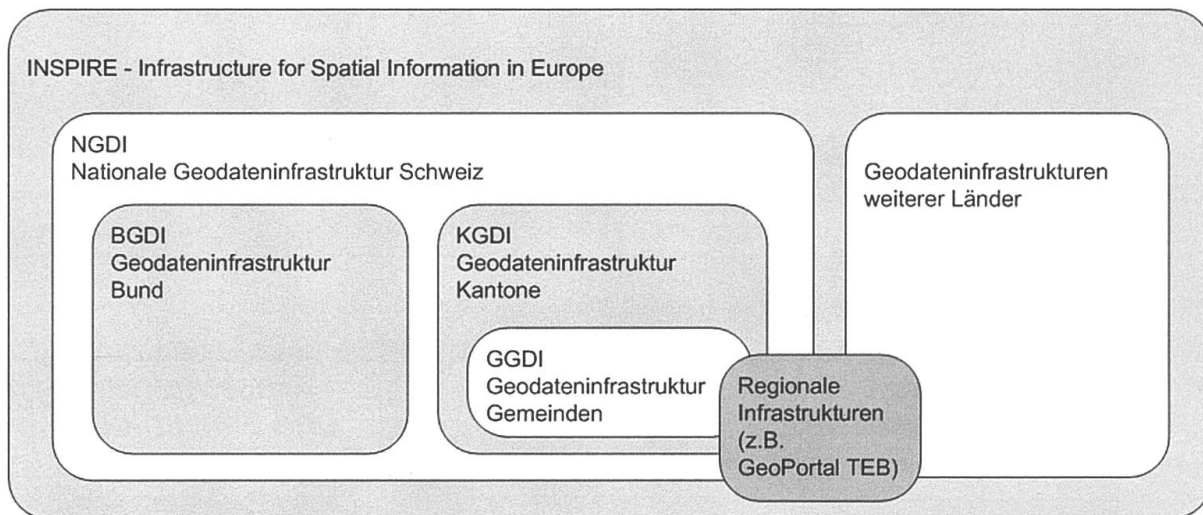 INSPIRE - Infrastructure for Spatial Information in Europe
NGDI
Nationale Geodateninfrastruktur Schweiz
BGDI
Geodateninfrastruktur
Bund
KGDI
Geodateninfrastruktur
Kantone
GGDI
Geodateninfrastruktur
Gemeinden
Regionale
Infrastrukturen
(z.B.
GeoPortal TEB)
Geodateninfrastrukturen
weiterer Länder